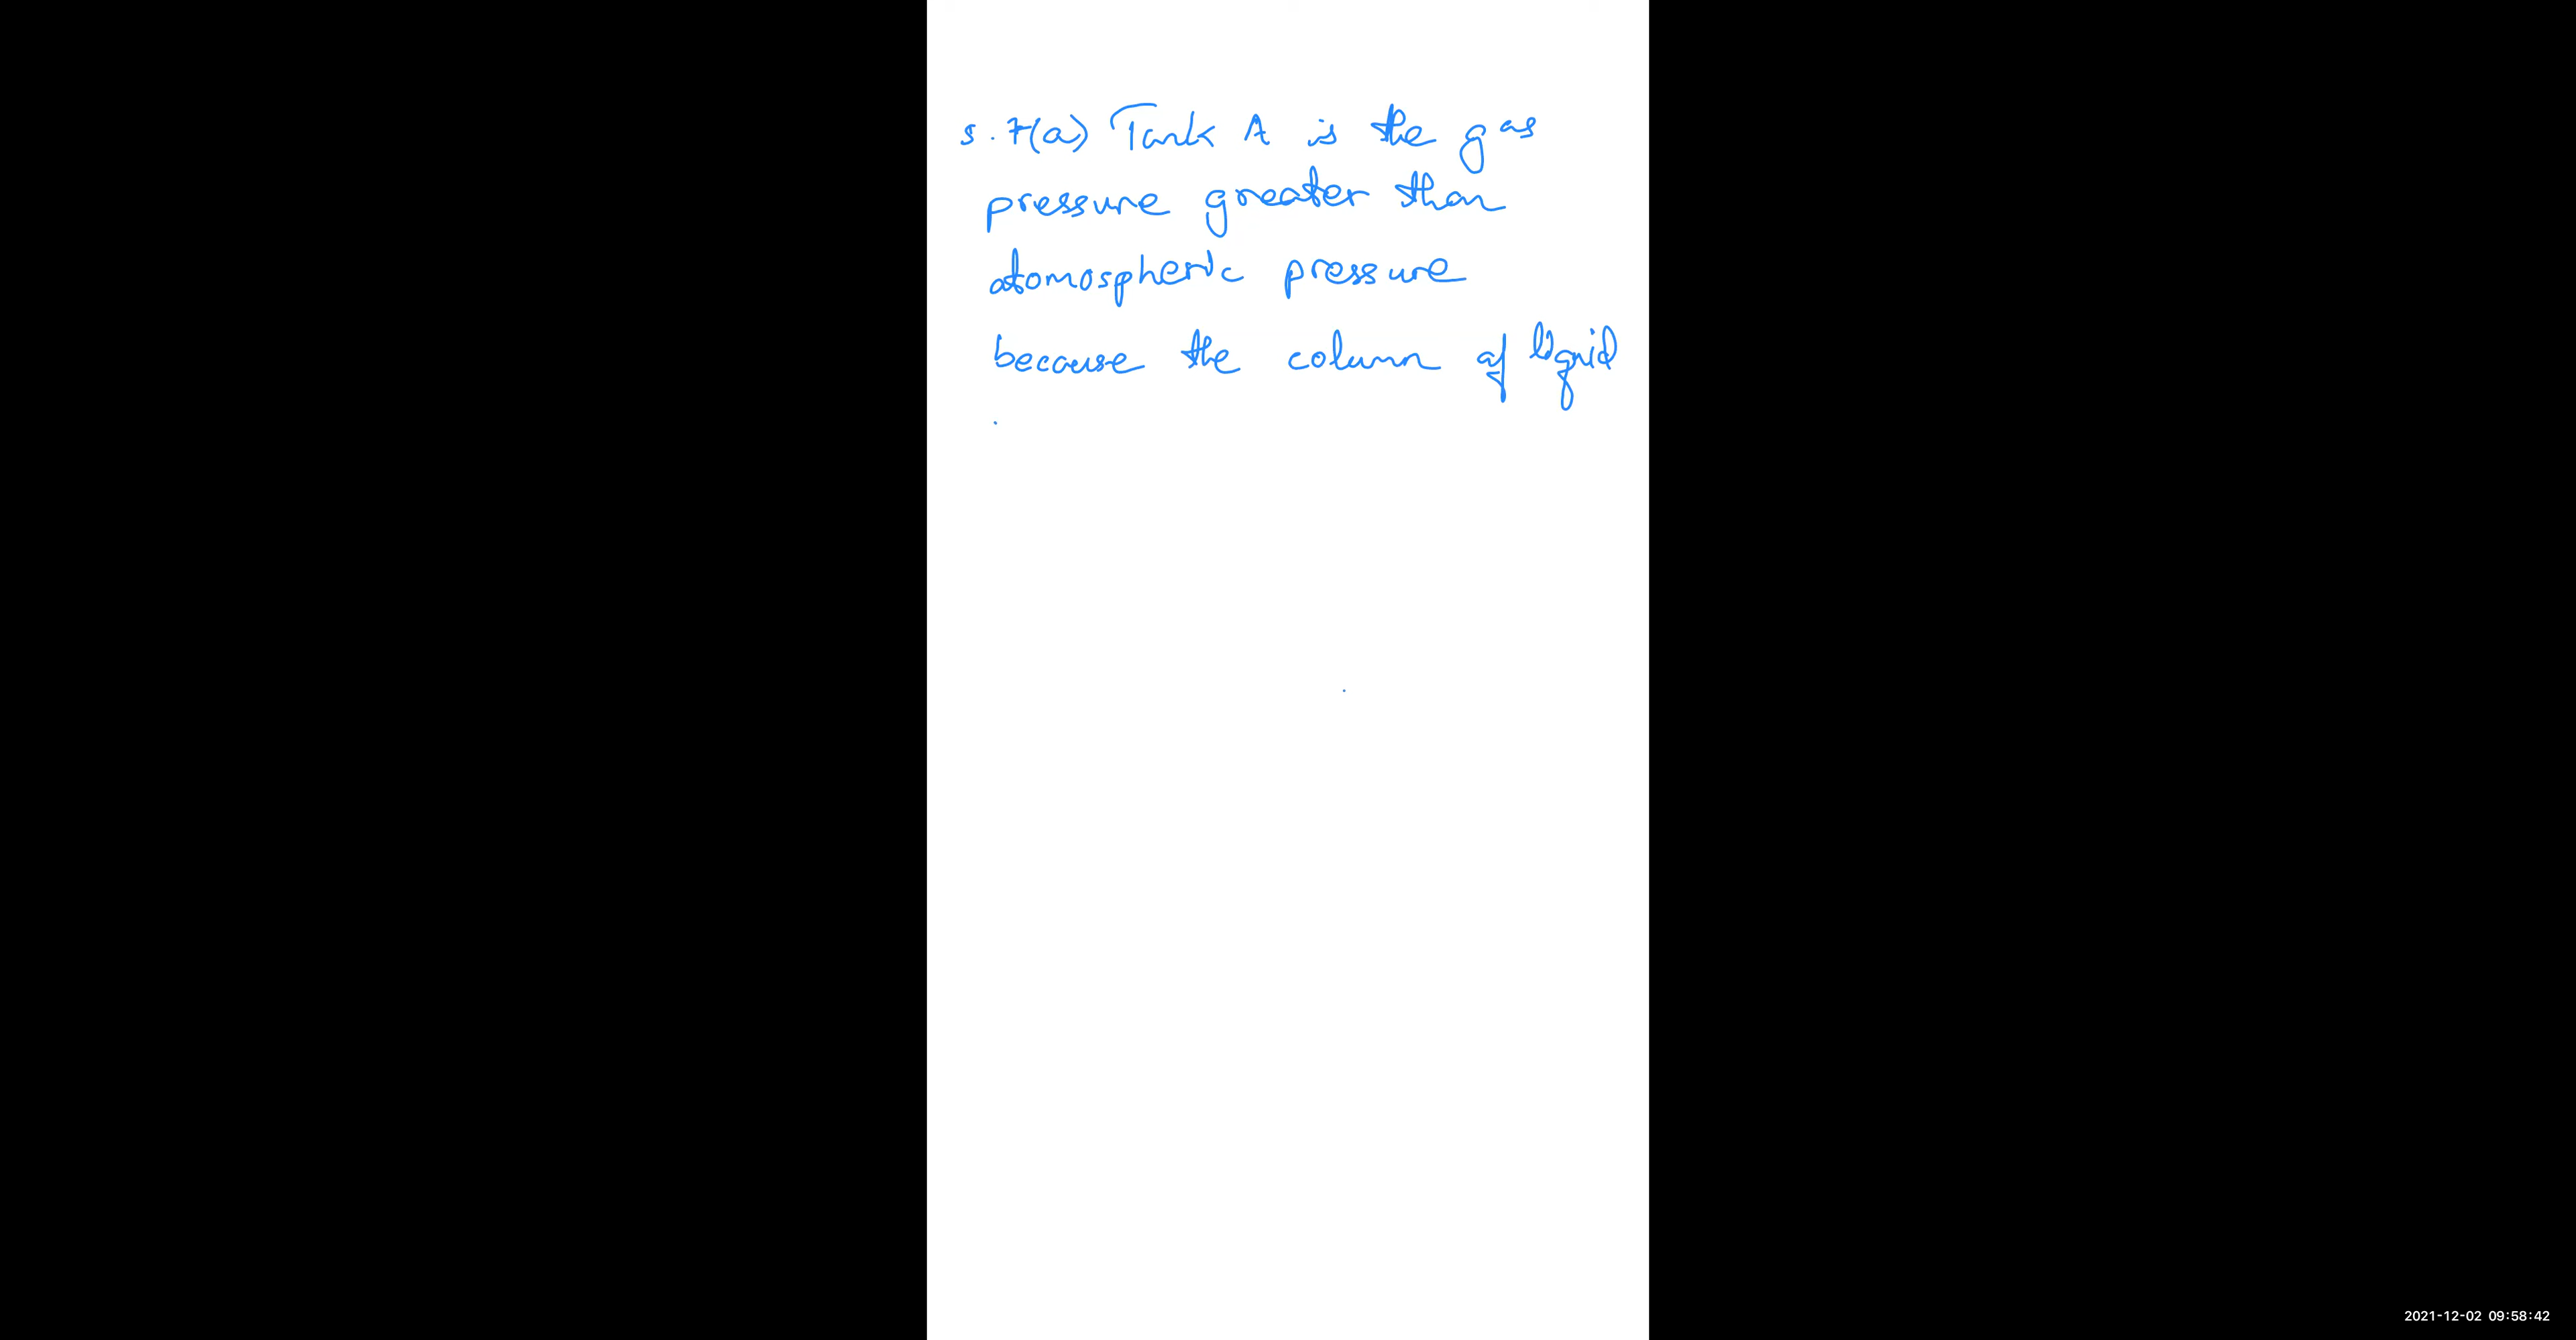 5.7(a) Tank A is the gas
pressure greater than
atomospheric pressure
because the column of liquid
2021-12-02 09:58:42